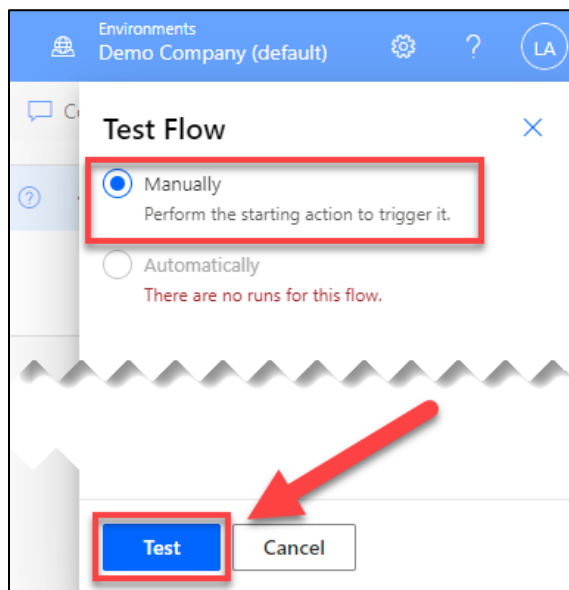 Environments
Demo Company (default)
?
LA
?
Test Flow
Manually
Perform the starting action to trigger it.
Automatically
There are no runs for this flow.
Test
Cancel